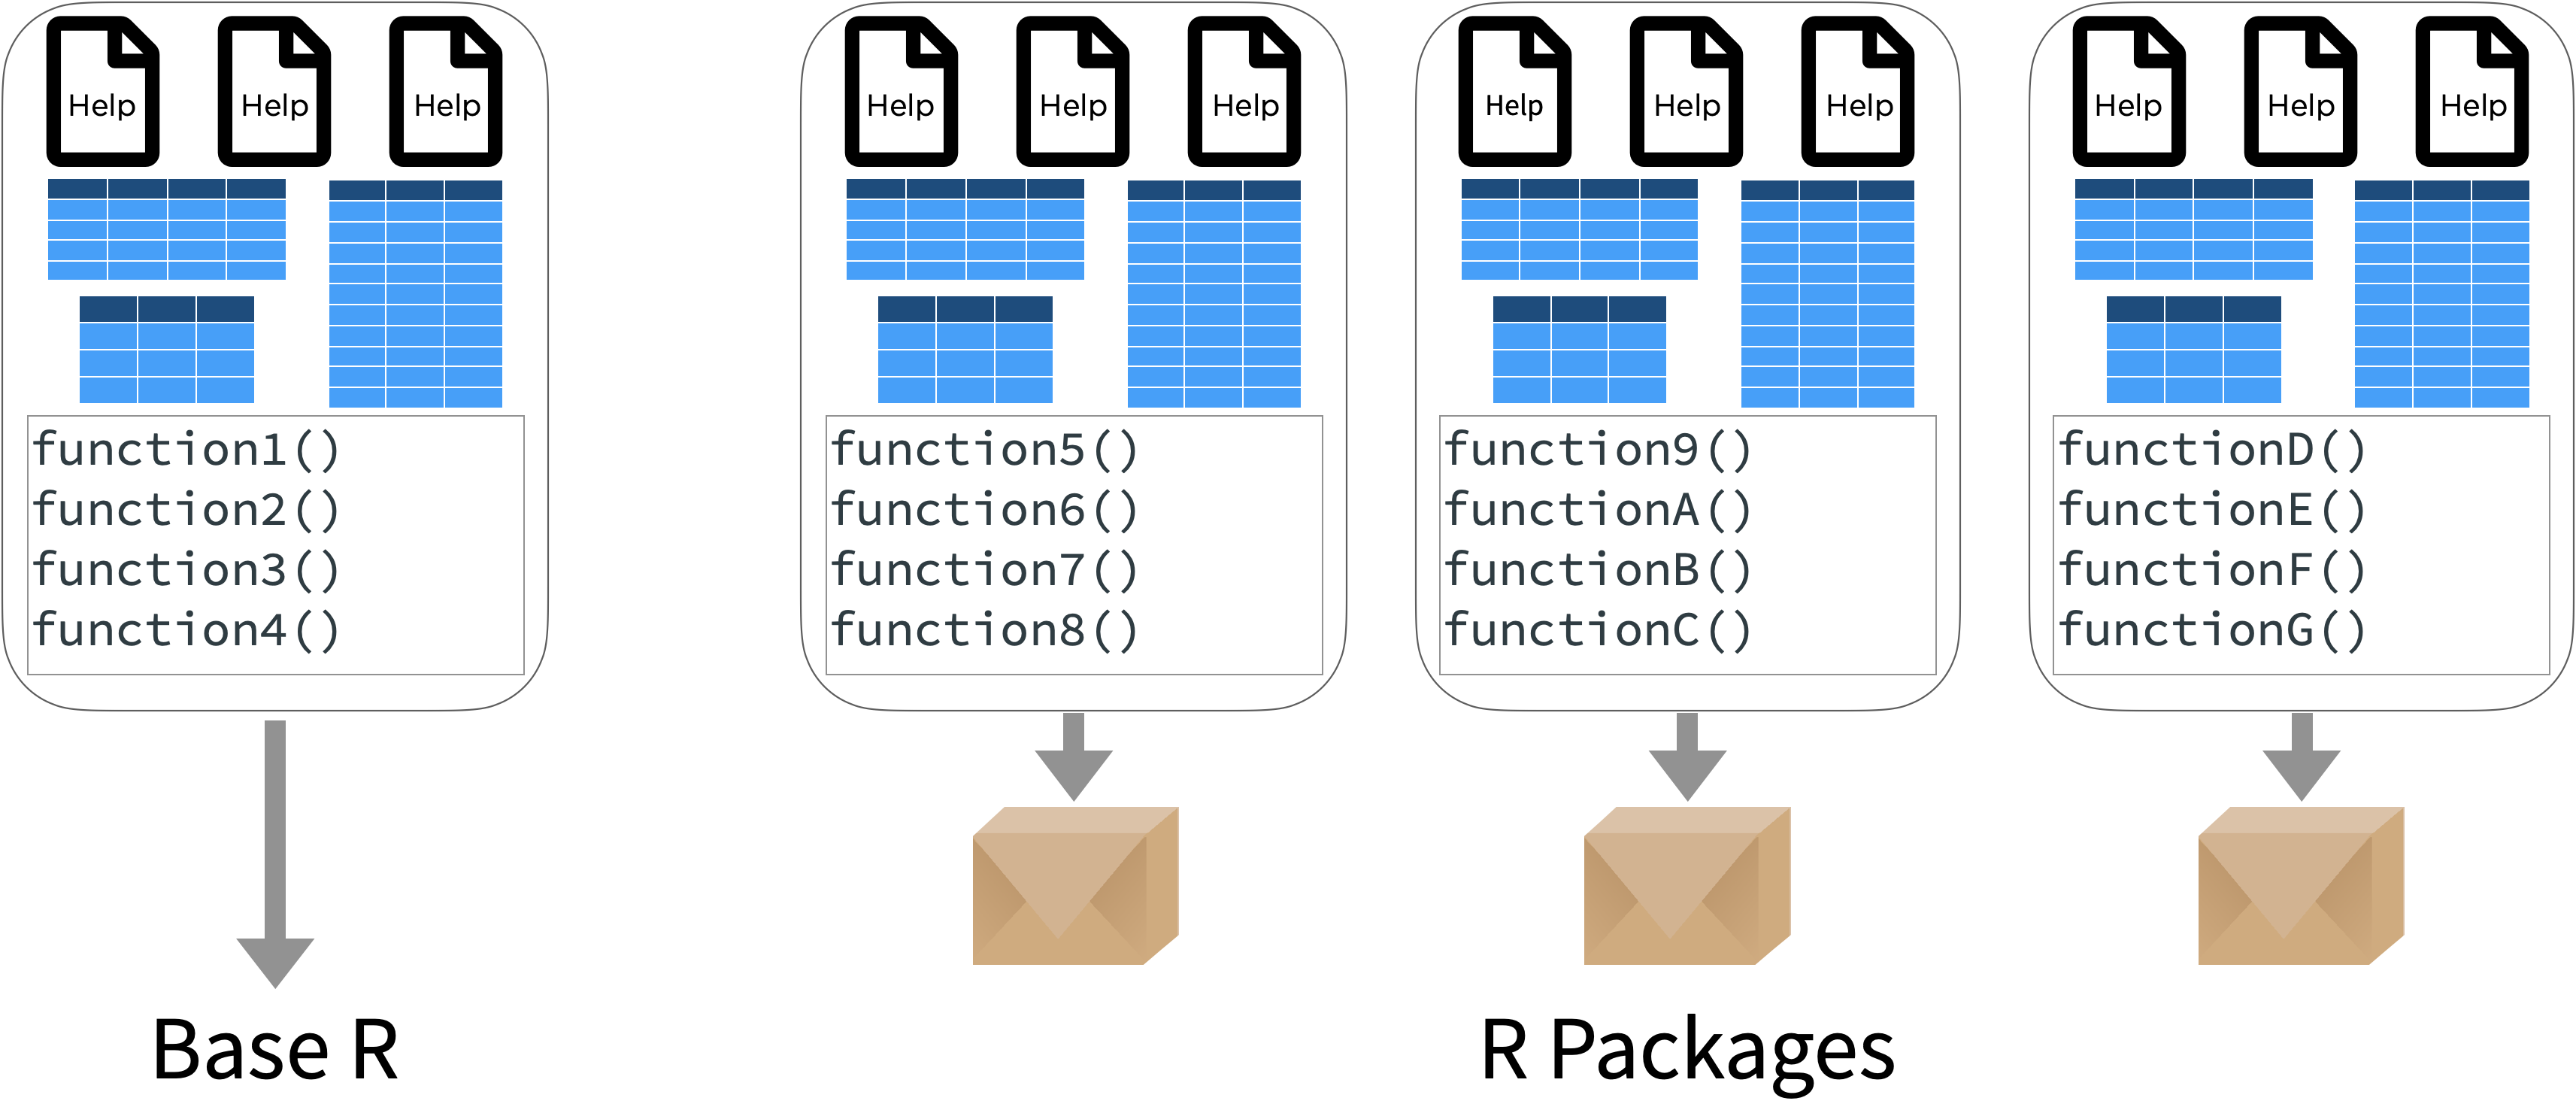 Help Help Help
function1()
function2()
function3()
function4()
Base R
Help Help Help
function5()
function6()
function7()
function8()
Help Help Help
function9()
functionA()
functionB()
functionC()
Help Help Help
functionD()
functionE()
functionF()
functionG()
R Packages